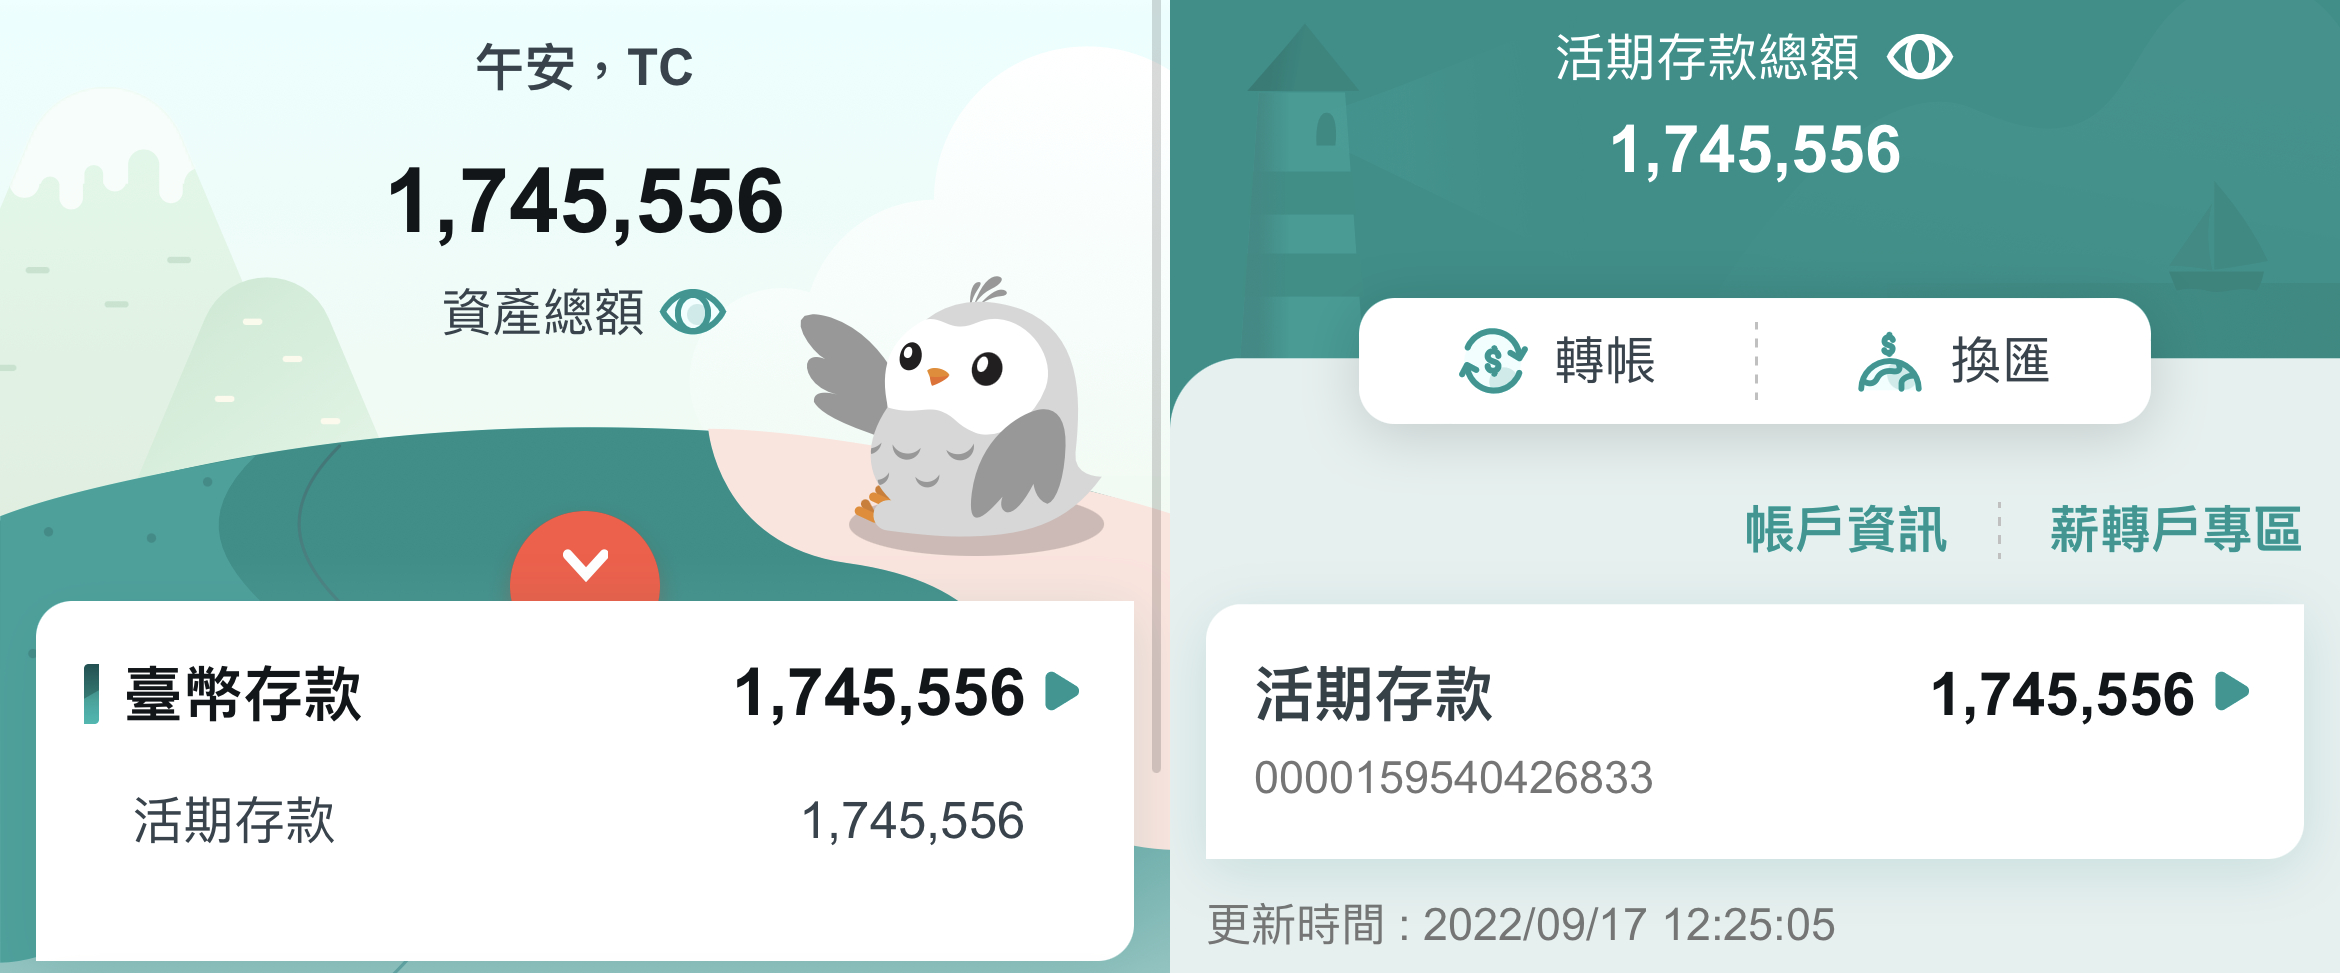 午安，TC
1,745,556
資產總額
臺幣存款 1,745,556
活期存款 1,745,556
活期存款總額
1,745,556
轉帳 換匯
帳戶資訊 薪轉戶專區
活期存款 1,745,556
0000159540426833
更新時間 : 2022/09/17 12:25:05